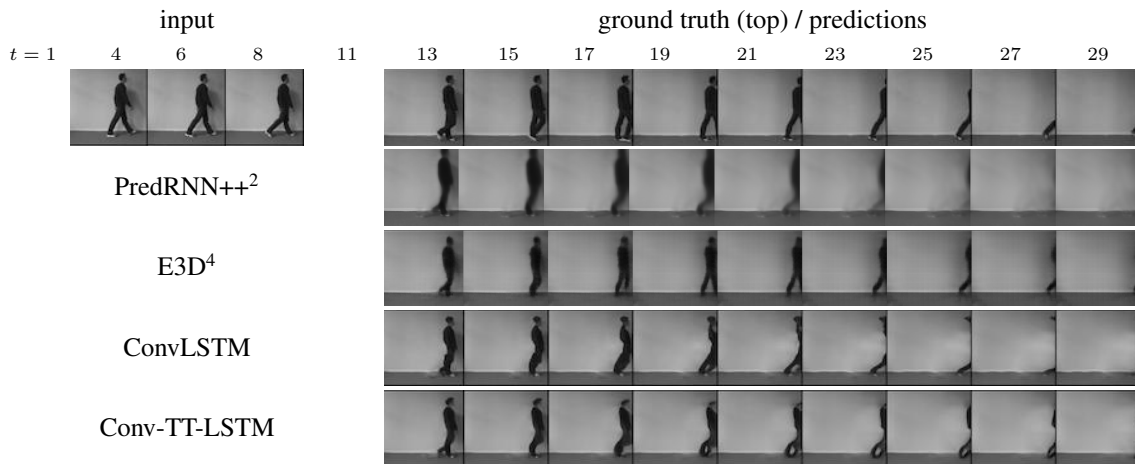 input ground truth (top) / predictions
t = 1 4 6 8 11 13 15 17 19 21 23 25 27 29
PredRNN++²
E3D⁴
ConvLSTM
Conv-TT-LSTM